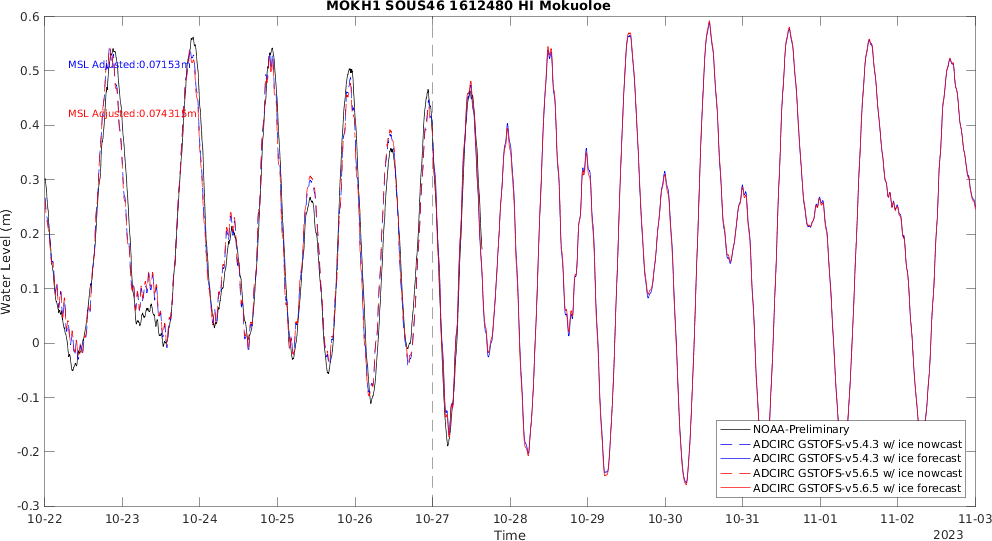 MOKH1 SOUS46 1612480 HI Mokuoloe
0.6
0.5
0.4
0.3
0.2
0.1
0
-0.1
-0.2
-0.3
Water Level (m)
MSL Adjusted:0.07153m
MSL Adjusted:0.074315m
NOAA-Preliminary
ADCIRC GSTOFS-v5.4.3 w/ ice nowcast
ADCIRC GSTOFS-v5.4.3 w/ ice forecast
ADCIRC GSTOFS-v5.6.5 w/ ice nowcast
ADCIRC GSTOFS-v5.6.5 w/ ice forecast
10-22 10-23 10-24 10-25 10-26 10-27 10-28 10-29 10-30 10-31 11-01 11-02 11-03
Time
2023